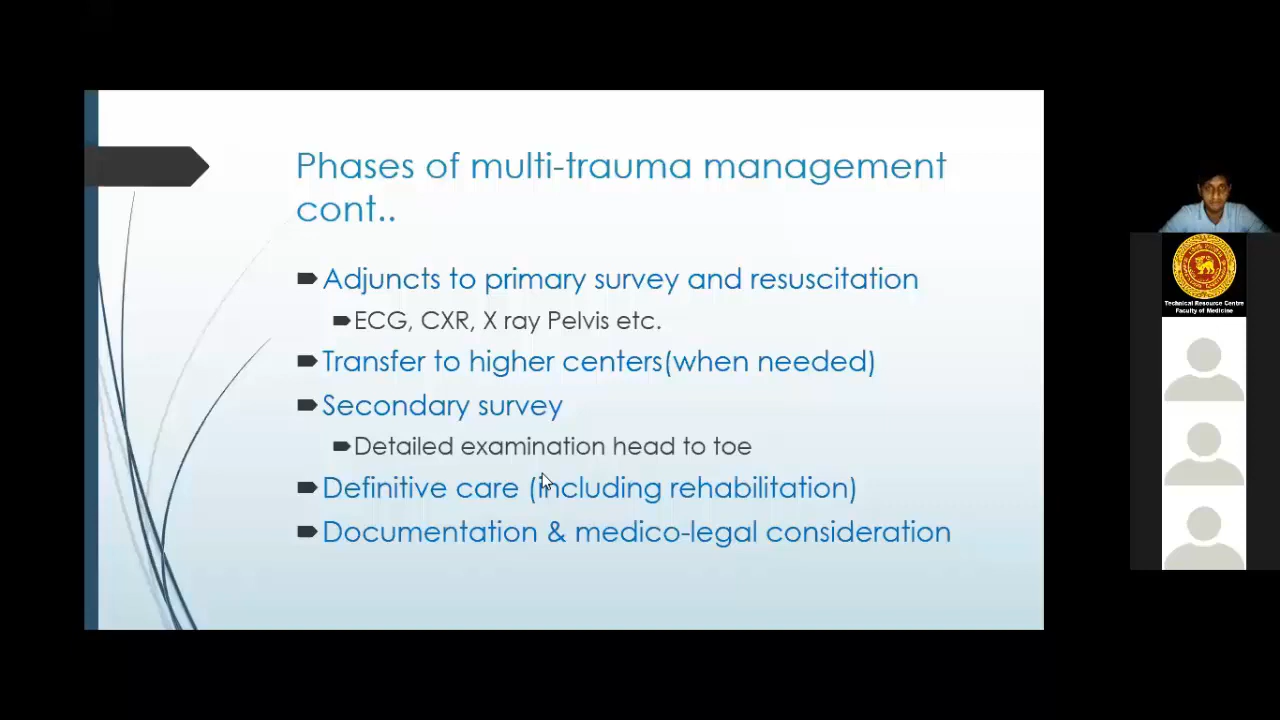 Phases of multi-trauma management
cont..
Adjuncts to primary survey and resuscitation
ECG, CXR, X ray Pelvis etc.
Transfer to higher centers(when needed)
Secondary survey
Detailed examination head to toe
Definitive care (including rehabilitation)
Documentation & medico-legal consideration
Technical Resource Centre
Faculty of Medicine